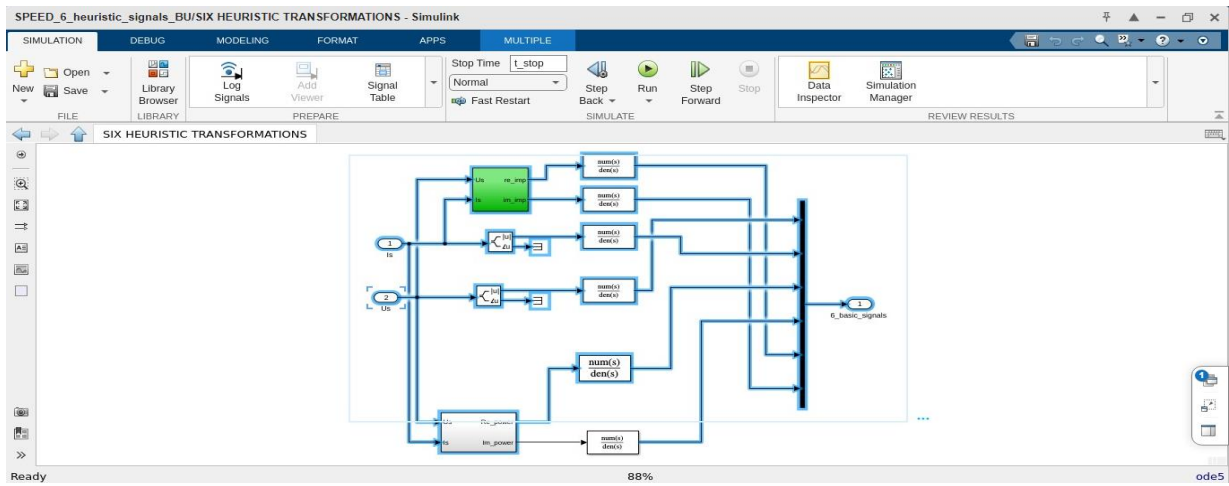 SPEED_6_heuristic_signals_BU/SIX HEURISTIC TRANSFORMATIONS - Simulink
SIMULATION DEBUG MODELING FORMAT APPS MULTIPLE
New
Open
Save
FILE
Library
Browser
LIBRARY
Log
Signals
Add
Viewer
Signal
Table
PREPARE
Stop Time t_stop
Normal
Fast Restart
Step
Back
Run
Step
Forward
Stop
SIMULATE
Data
Inspector
Simulation
Manager
REVIEW RESULTS
SIX HEURISTIC TRANSFORMATIONS
Us re_imp
Is im_imp
num(s)
den(s)
num(s)
den(s)
1
Is
|u|
∠u
num(s)
den(s)
2
Us
|u|
∠u
num(s)
den(s)
1
6_basic_signals
num(s)
den(s)
Us Re_power
Is Im_power
num(s)
den(s)
1
Ready 88% ode5